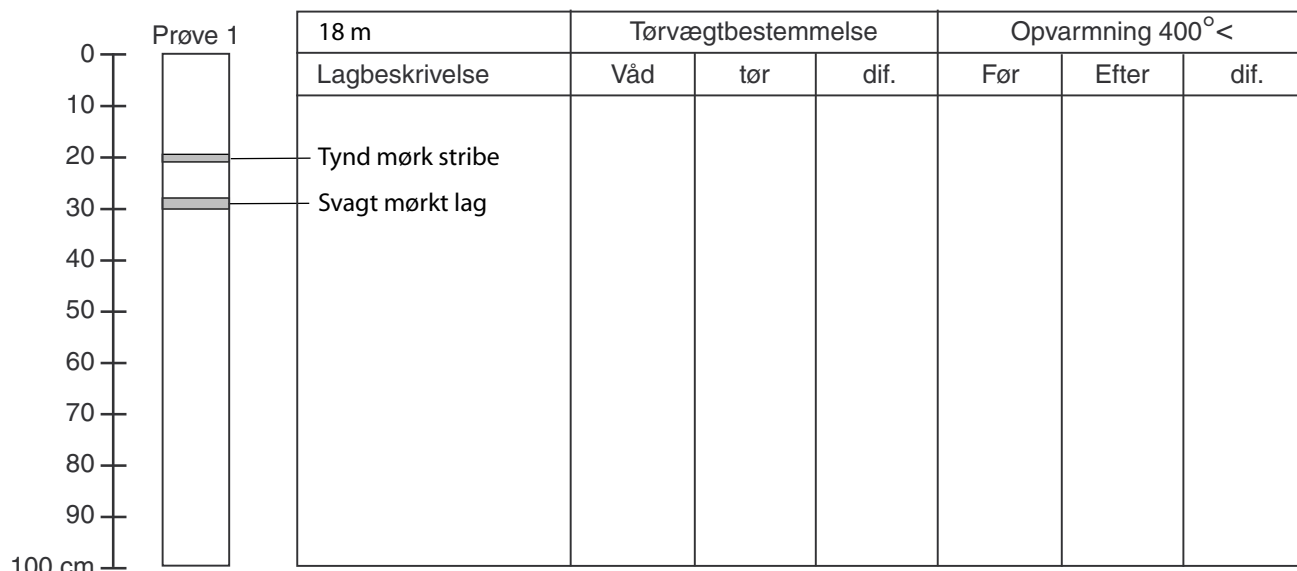 Prøve 1
18 m Tørvægtbestemmelse Opvarmning 400°<
Lagbeskrivelse Våd tør dif. Før Efter dif.
0
10
20 Tynd mørk stribe
30 Svagt mørkt lag
40
50
60
70
80
90
100 cm